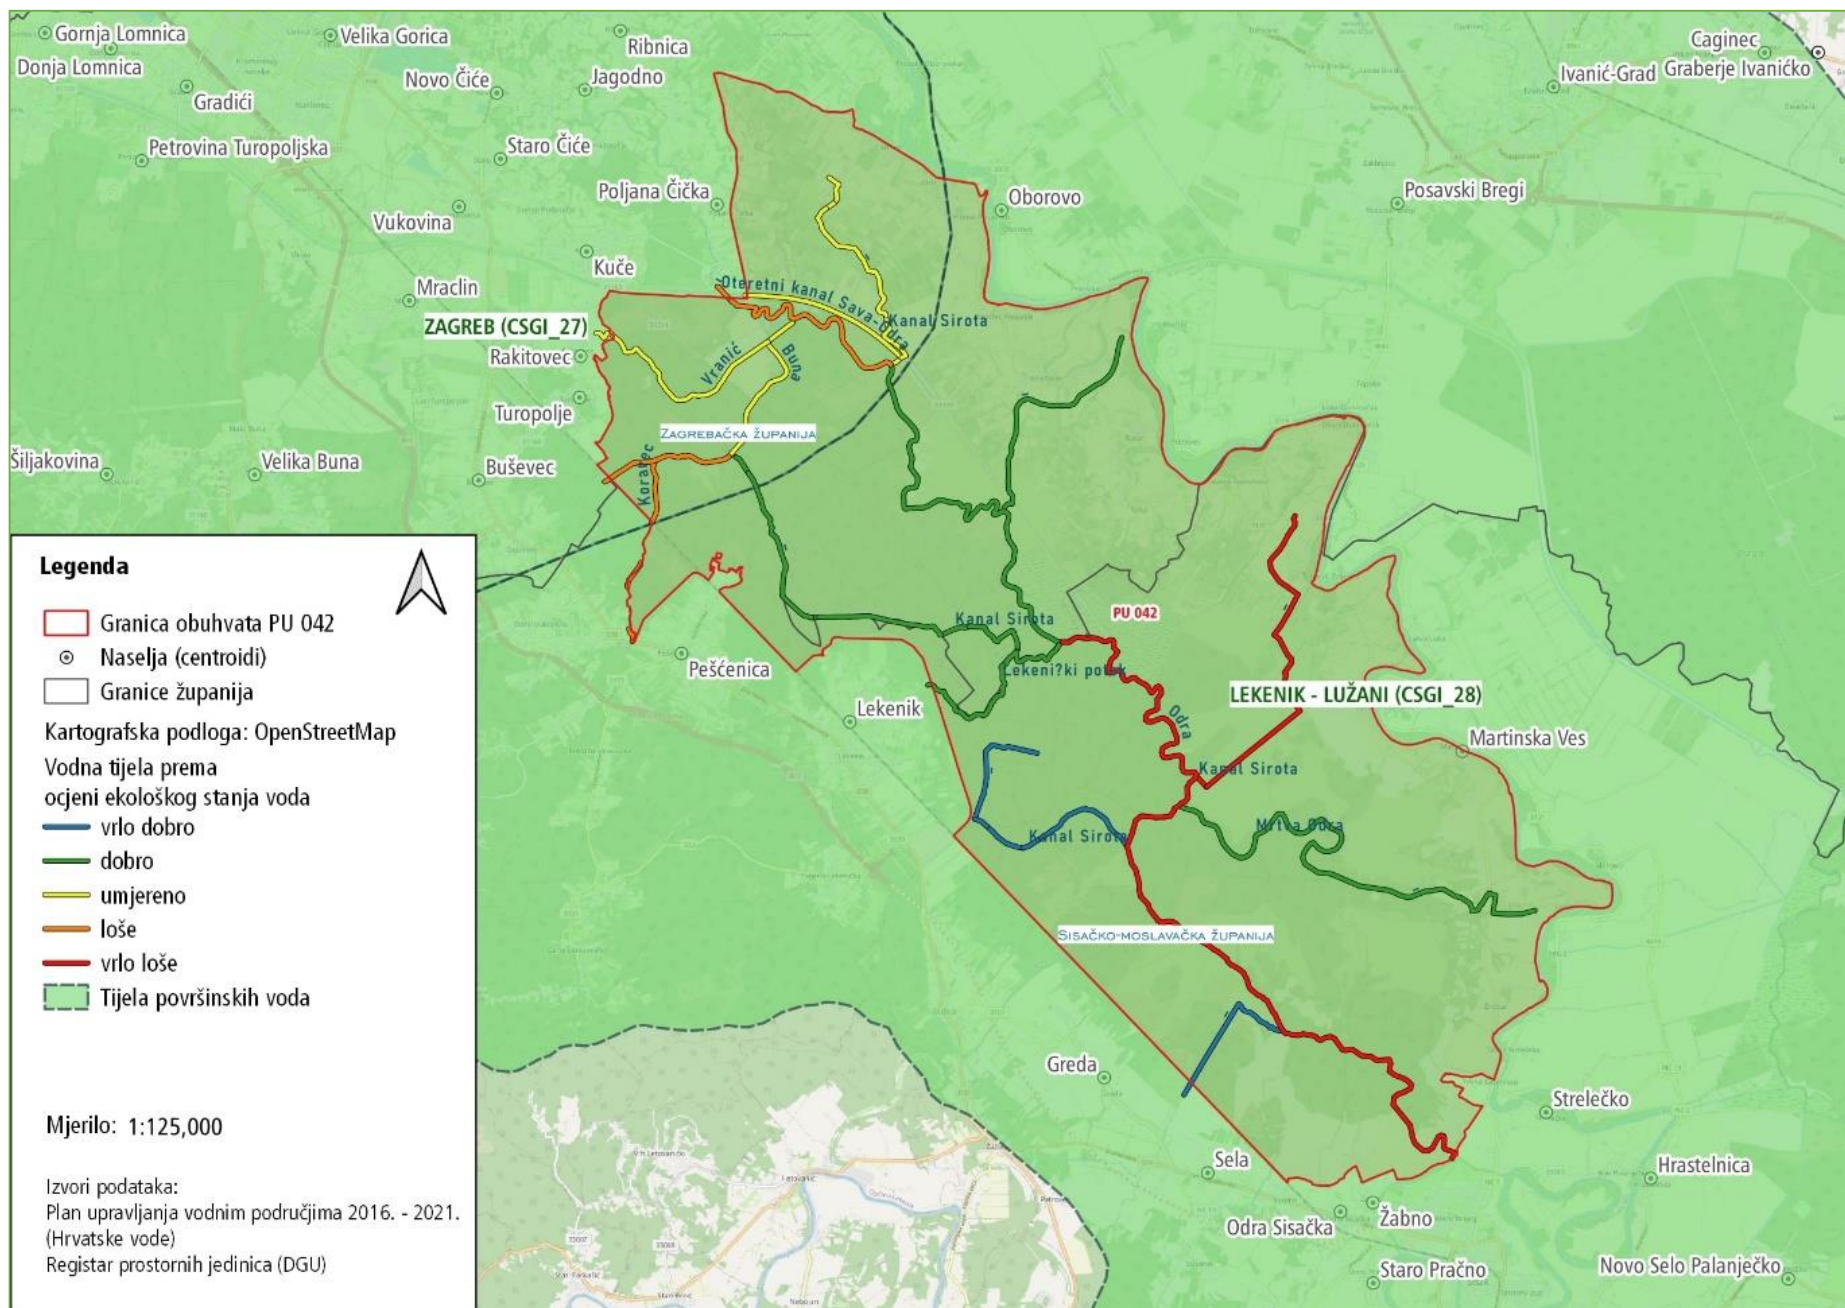 Gornja Lomnica
Velika Gorica
Ribnica
Caginec
Donja Lomnica
Novo Čiće
Jagodno
Ivanić-Grad
Graberje Ivanićko
Gradići
Petrovina Turopoljska
Staro Čiće
Poljana Čička
Oborovo
Posavski Bregi
Vukovina
Kuče
Mraclin
Oteretni kanal Sava-Odra
Kanal Sirota
ZAGREB (CSGI_27)
Rakitovec
Vranić
Buna
Turopolje
ZAGREBAČKA ŽUPANIJA
Šiljakovina
Velika Buna
Buševec
Koravec
Kanal Sirota
PU 042
Pešćenica
Lekeni?ki potok
LEKENIK - LUŽANI (CSGI_28)
Lekenik
Odra
Martinska Ves
Kanal Sirota
Kanal Sirota
Mrtva Odra
SISAČKO-MOSLAVAČKA ŽUPANIJA
Greda
Strelečko
Sela
Hrastelnica
Odra Sisačka
Žabno
Staro Pračno
Novo Selo Palanječko
Letovanić
Legenda
Granica obuhvata PU 042
Naselja (centroidi)
Granice županija
Kartografska podloga: OpenStreetMap
Vodna tijela prema
ocjeni ekološkog stanja voda
vrlo dobro
dobro
umjereno
loše
vrlo loše
Tijela površinskih voda
Mjerilo: 1:125,000
Izvori podataka:
Plan upravljanja vodnim područjima 2016. - 2021.
(Hrvatske vode)
Registar prostornih jedinica (DGU)